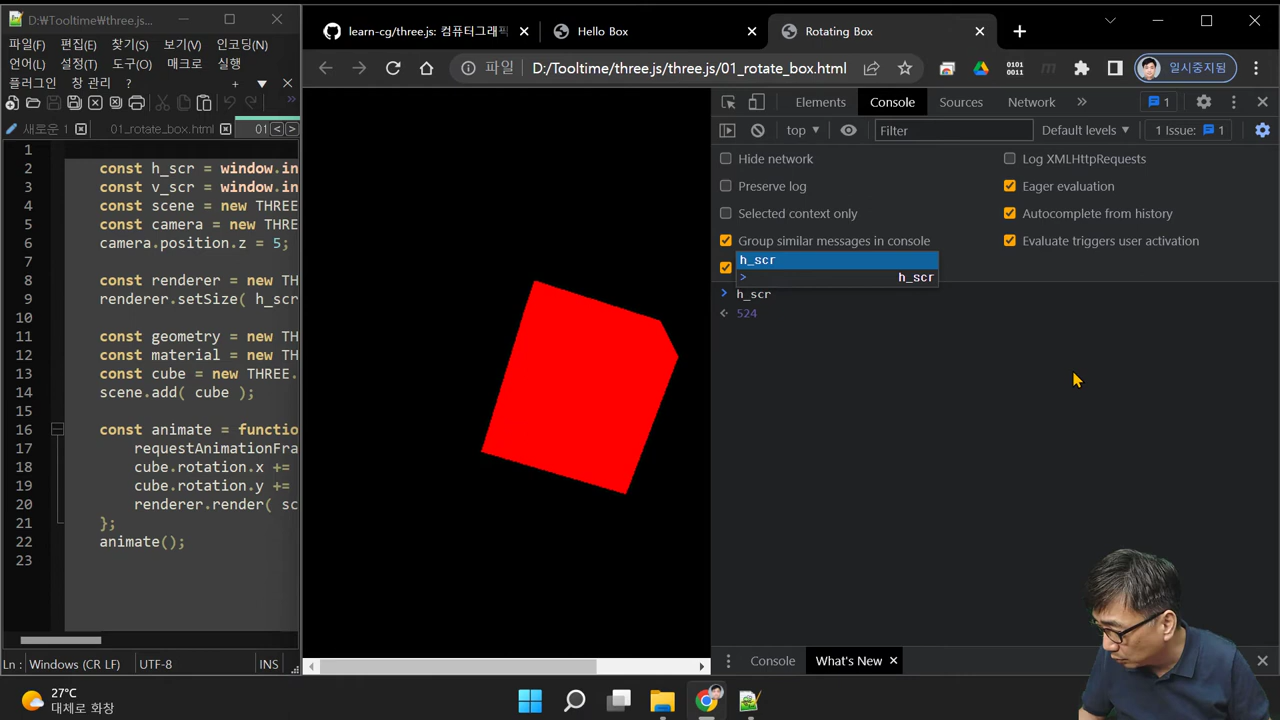 D:₩Tooltime₩three.js...
파일(F) 편집(E) 찾기(S) 보기(V) 인코딩(N)
언어(L) 설정(T) 도구(O) 매크로 실행
플러그인 창 관리 ?
새로운 1 01_rotate_box.html 01
1
2 const h_scr = window.in
3 const v_scr = window.in
4 const scene = new THREE
5 const camera = new THRE
6 camera.position.z = 5;
7
8 const renderer = new TH
9 renderer.setSize( h_scr
10
11 const geometry = new TH
12 const material = new TH
13 const cube = new THREE.
14 scene.add( cube );
15
16 const animate = functio
17 requestAnimationFra
18 cube.rotation.x +=
19 cube.rotation.y +=
20 renderer.render( sc
21 };
22 animate();
23
Ln : Windows (CR LF) UTF-8 INS
learn-cg/three.js: 컴퓨터그래픽
Hello Box
Rotating Box
파일 D:/Tooltime/three.js/three.js/01_rotate_box.html
0101
0011
m
일시중지됨
Elements Console Sources Network » 1
top Filter Default levels 1 Issue: 1
Hide network Log XMLHttpRequests
Preserve log Eager evaluation
Selected context only Autocomplete from history
Group similar messages in console Evaluate triggers user activation
h_scr
> h_scr
> h_scr
524
Console What's New
27°C
대체로 화창